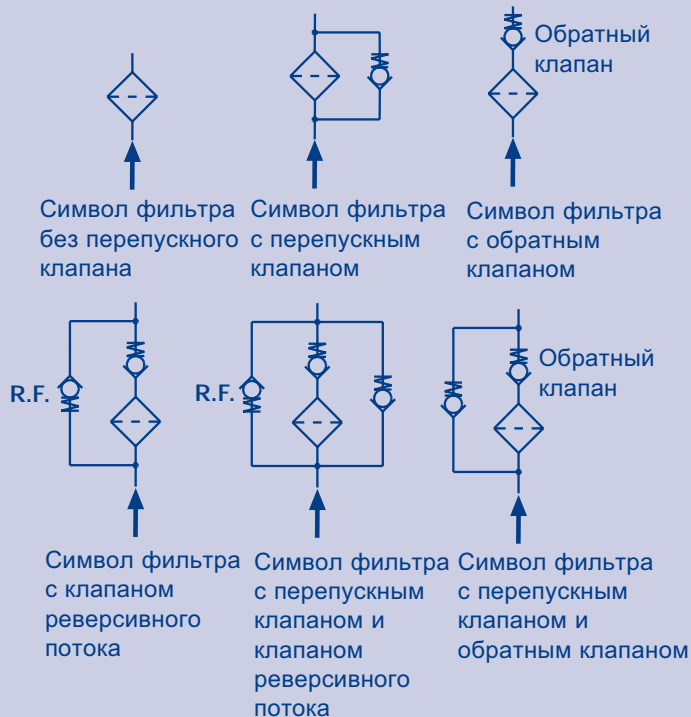 Обратный
клапан
Символ фильтра
без перепускного
клапана
Символ фильтра
с перепускным
клапаном
Символ фильтра
с обратным
клапаном
R.F.
R.F.
Обратный
клапан
Символ фильтра
с клапаном
реверсивного
потока
Символ фильтра
с перепускным
клапаном и
клапаном
реверсивного
потока
Символ фильтра
с перепускным
клапаном и
обратным клапаном